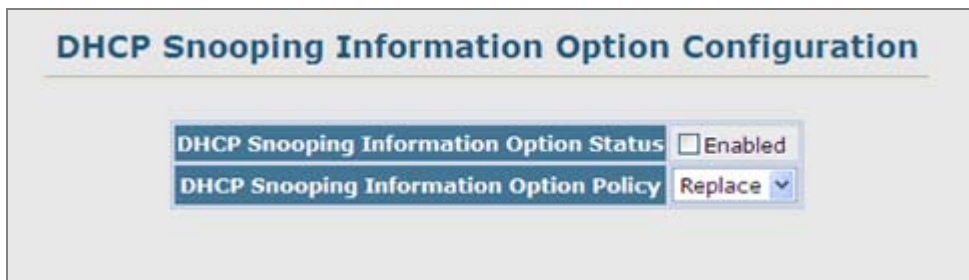 DHCP Snooping Information Option Configuration
DHCP Snooping Information Option Status Enabled
DHCP Snooping Information Option Policy Replace